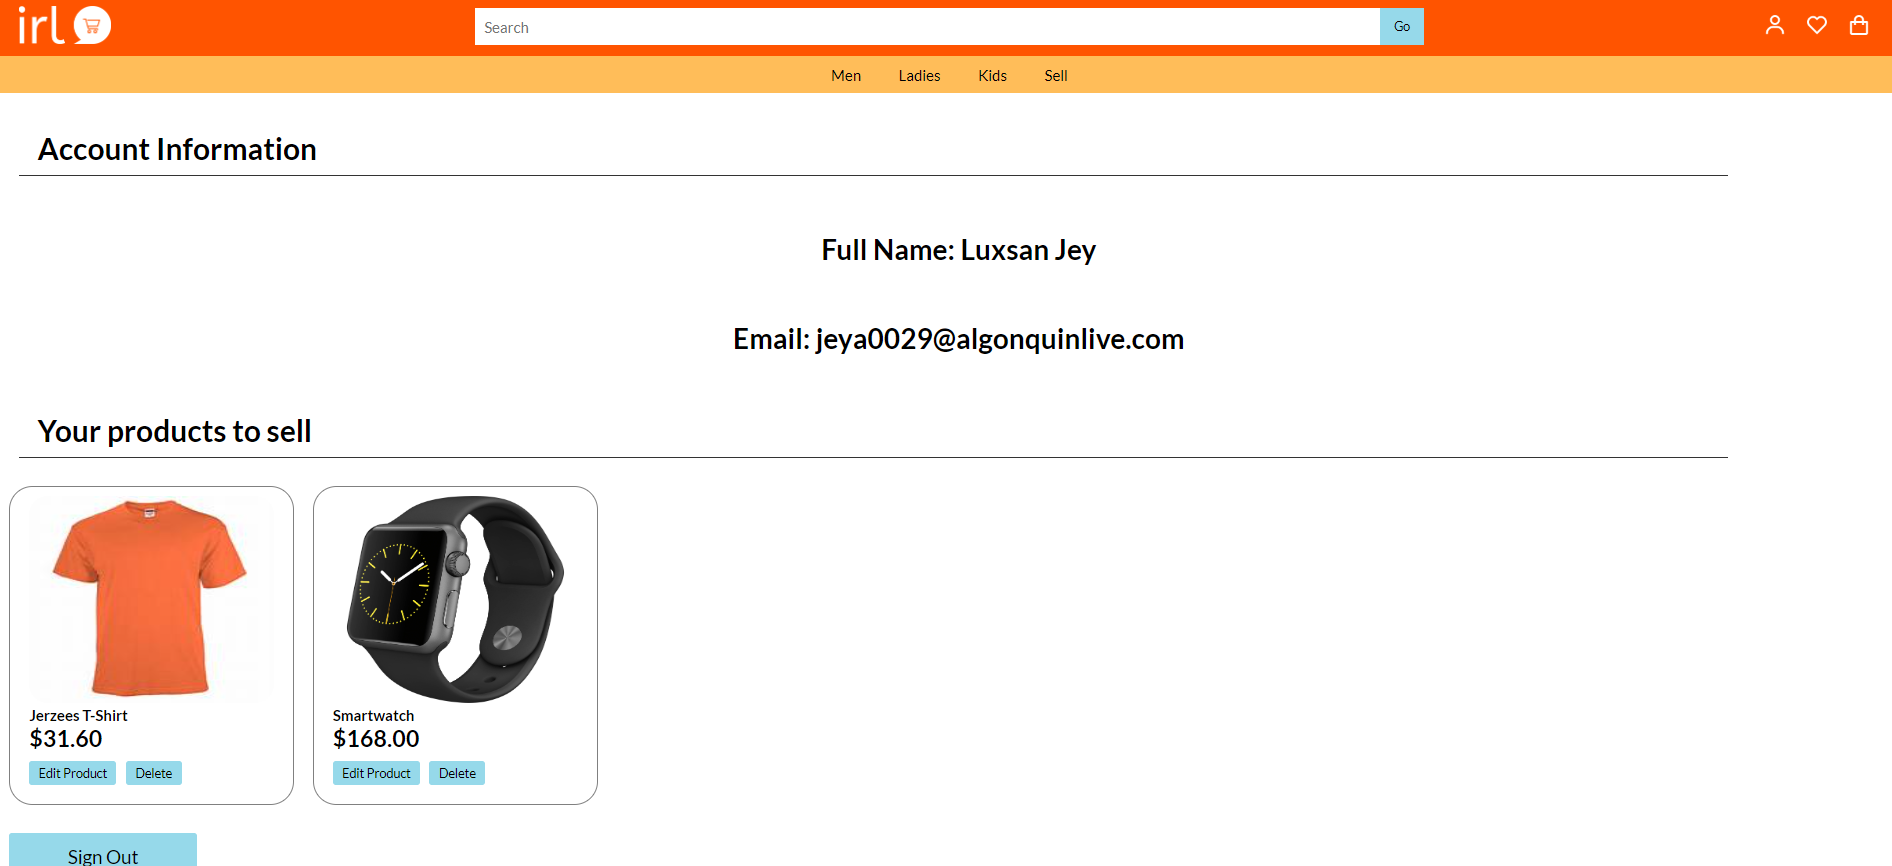 irl
Search
Go
Men Ladies Kids Sell
Account Information
Full Name: Luxsan Jey
Email: jeya0029@algonquinlive.com
Your products to sell
Jerzees T-Shirt
$31.60
Edit Product Delete
Smartwatch
$168.00
Edit Product Delete
Sign Out